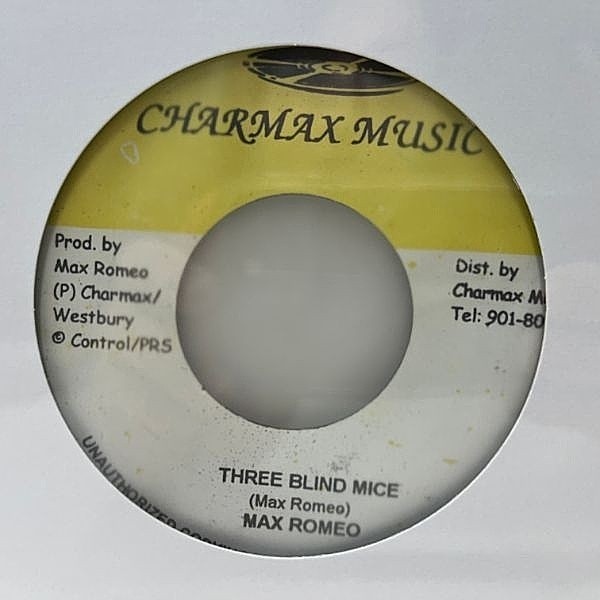 CHARMAX MUSIC
Prod. by
Max Romeo
(P) Charmax/
Westbury
© Control/PRS
Dist. by
Charmax
Tel: 901-80
THREE BLIND MICE
(Max Romeo)
MAX ROMEO
UNAUTHORIZED